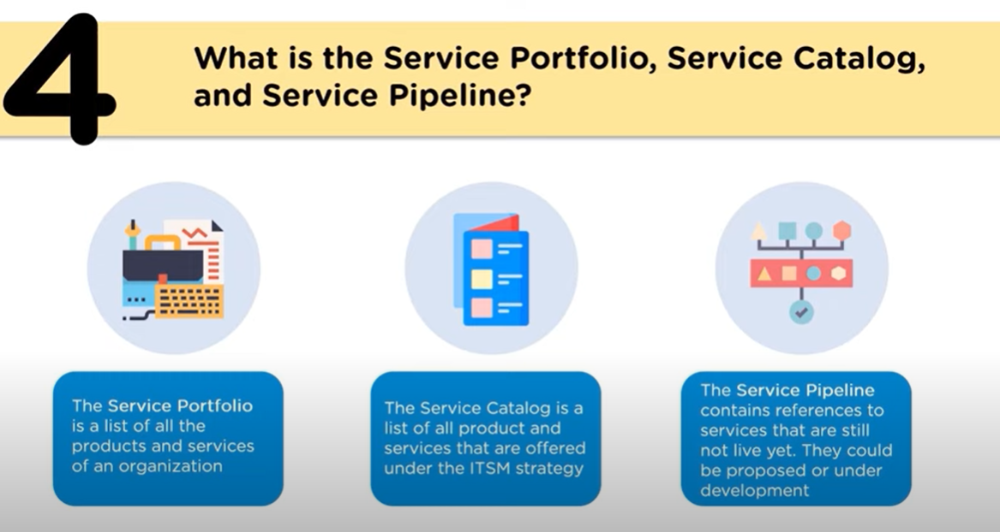 4
What is the Service Portfolio, Service Catalog,
and Service Pipeline?
The Service Portfolio
is a list of all the
products and services
of an organization
The Service Catalog is a
list of all product and
services that are offered
under the ITSM strategy
The Service Pipeline
contains references to
services that are still
not live yet. They could
be proposed or under
development